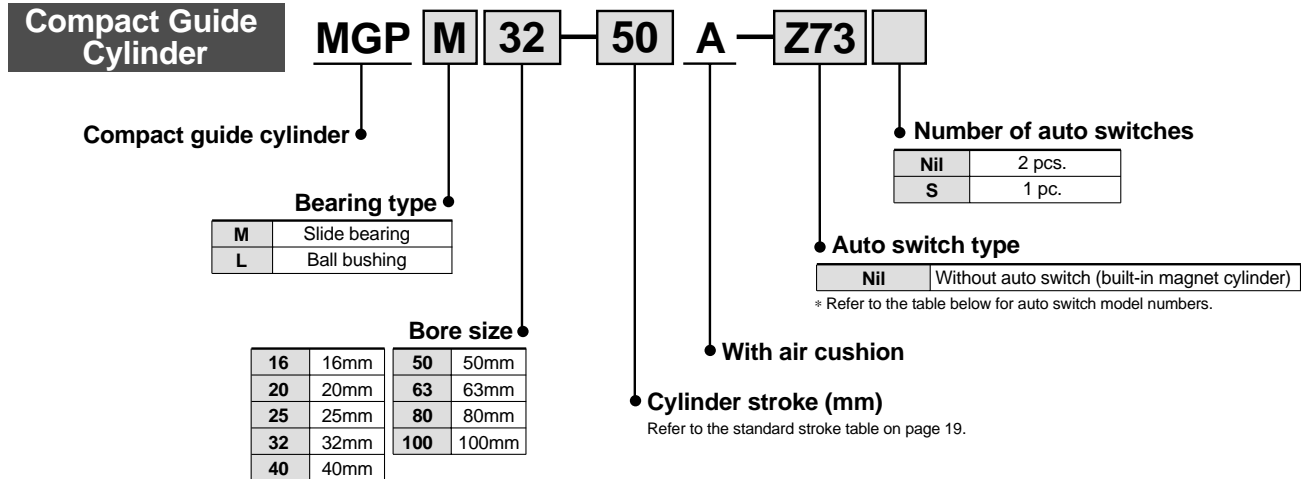 Compact Guide
Cylinder
MGP M 32 — 50 A — Z73
Compact guide cylinder
Number of auto switches
Nil 2 pcs.
S 1 pc.
Bearing type
M Slide bearing
L Ball bushing
Auto switch type
Nil Without auto switch (built-in magnet cylinder)
* Refer to the table below for auto switch model numbers.
Bore size
16 16mm 50 50mm
20 20mm 63 63mm
25 25mm 80 80mm
32 32mm 100 100mm
40 40mm
With air cushion
Cylinder stroke (mm)
Refer to the standard stroke table on page 19.